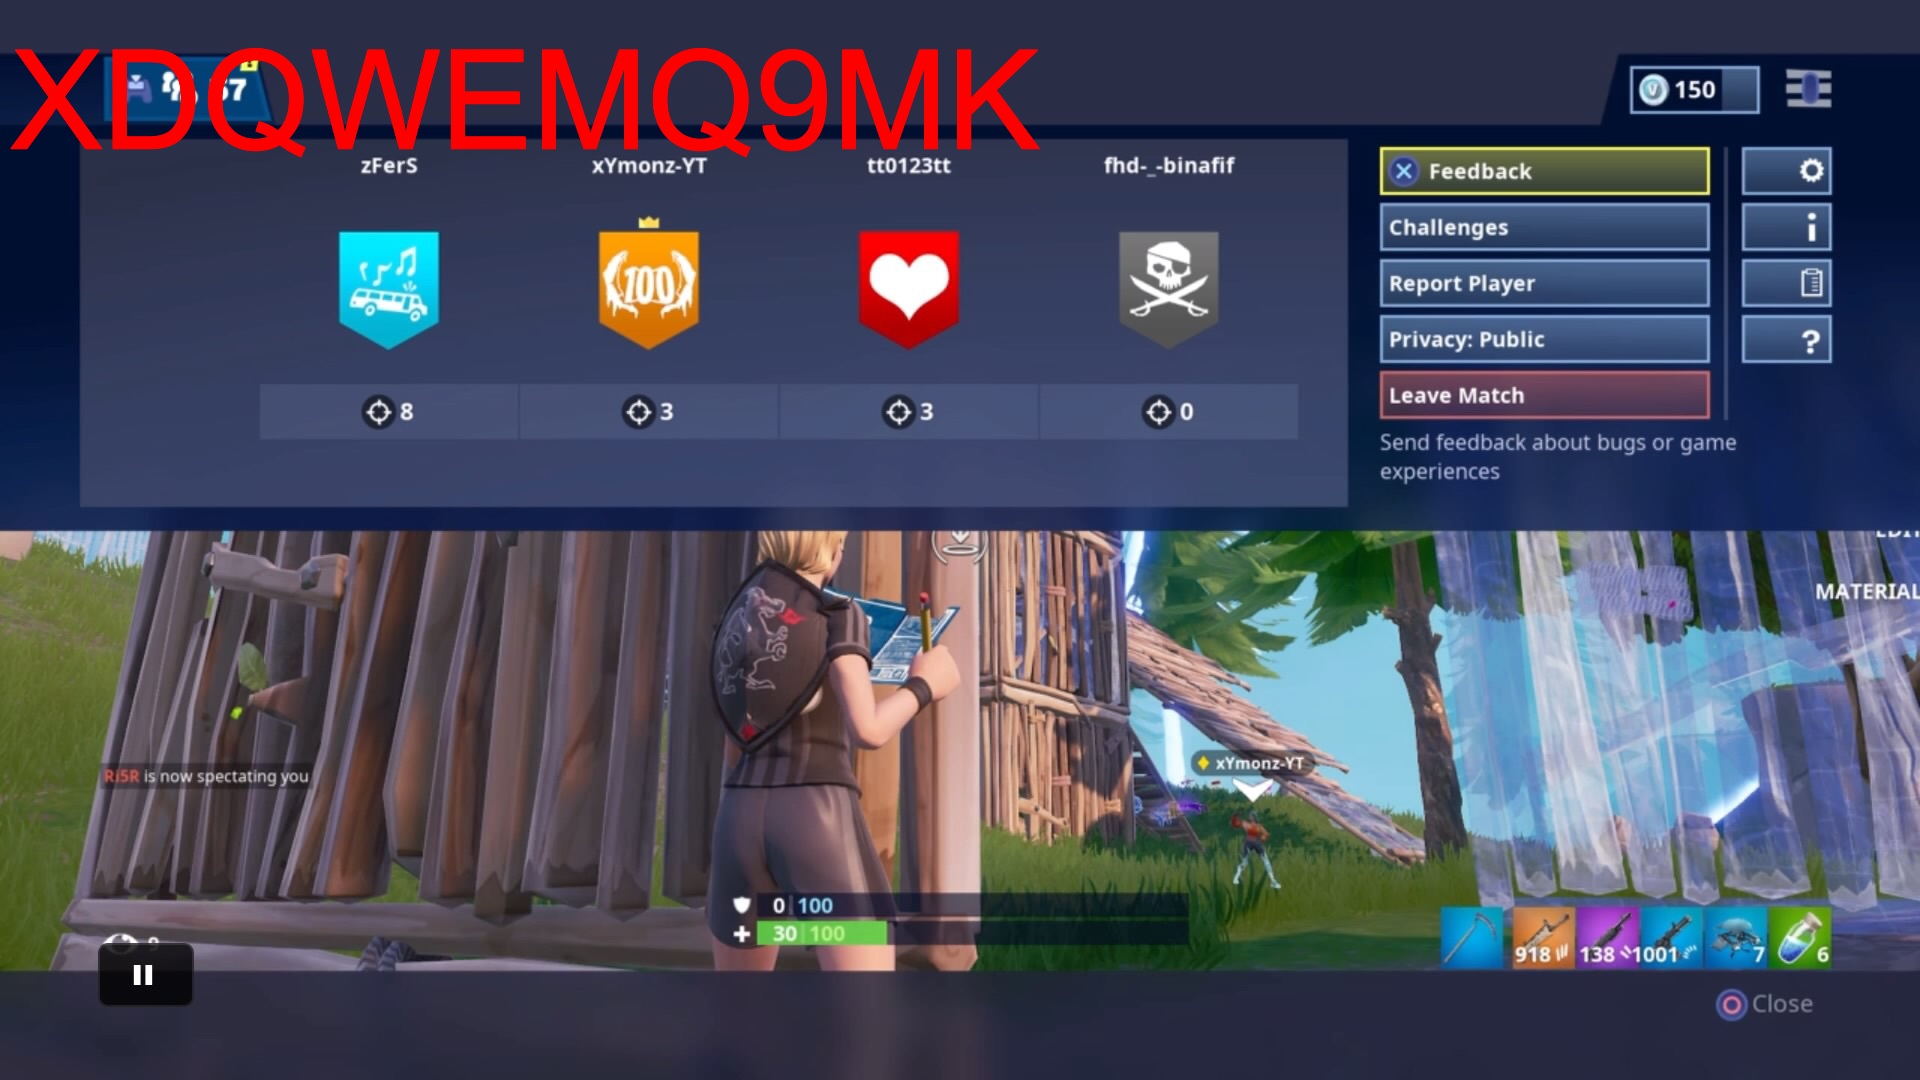 XDQWEMQ9MK
150
zFerS xYmonz-YT tt0123tt fhd-_-binafif
100
8 3 3 0
Feedback
Challenges
Report Player
Privacy: Public
Leave Match
Send feedback about bugs or game
experiences
MATERIAL
xYmonz-YT
Ri5R is now spectating you
0 | 100
30 | 100
918 138 1001 7 6
Close